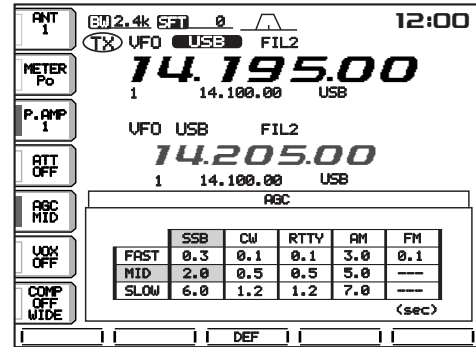 ANT 1
BW 2.4k SFT 0 12:00
TX VFO USB FIL2
METER Po
14.195.00
1 14.100.00 USB
P.AMP 1
VFO USB FIL2
ATT OFF
14.205.00
1 14.100.00 USB
AGC MID
AGC
SSB CW RTTY AM FM
FAST 0.3 0.1 0.1 3.0 0.1
MID 2.0 0.5 0.5 5.0 ---
SLOW 6.0 1.2 1.2 7.0 ---
VOX OFF
COMP OFF WIDE
(sec)
DEF